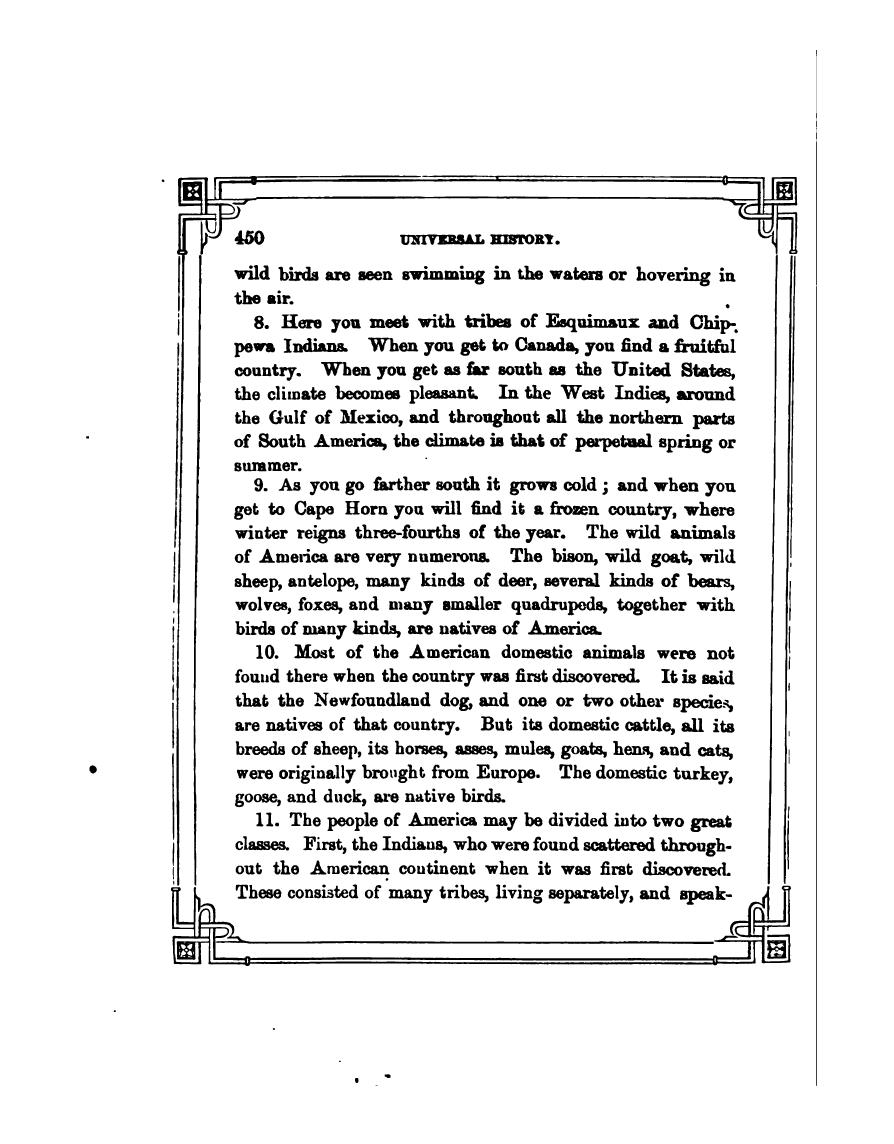 450 UNIVERSAL HISTORY.
wild birds are seen swimming in the waters or hovering in
the air.
8. Here you meet with tribes of Esquimaux and Chip-
pewa Indians. When you get to Canada, you find a fruitful
country. When you get as far south as the United States,
the climate becomes pleasant. In the West Indies, around
the Gulf of Mexico, and throughout all the northern parts
of South America, the climate is that of perpetual spring or
summer.
9. As you go farther south it grows cold; and when you
get to Cape Horn you will find it a frozen country, where
winter reigns three-fourths of the year. The wild animals
of America are very numerous. The bison, wild goat, wild
sheep, antelope, many kinds of deer, several kinds of bears,
wolves, foxes, and many smaller quadrupeds, together with
birds of many kinds, are natives of America.
10. Most of the American domestic animals were not
found there when the country was first discovered. It is said
that the Newfoundland dog, and one or two other species,
are natives of that country. But its domestic cattle, all its
breeds of sheep, its horses, asses, mules, goats, hens, and cats,
were originally brought from Europe. The domestic turkey,
goose, and duck, are native birds.
11. The people of America may be divided into two great
classes. First, the Indians, who were found scattered through-
out the American continent when it was first discovered.
These consisted of many tribes, living separately, and speak-